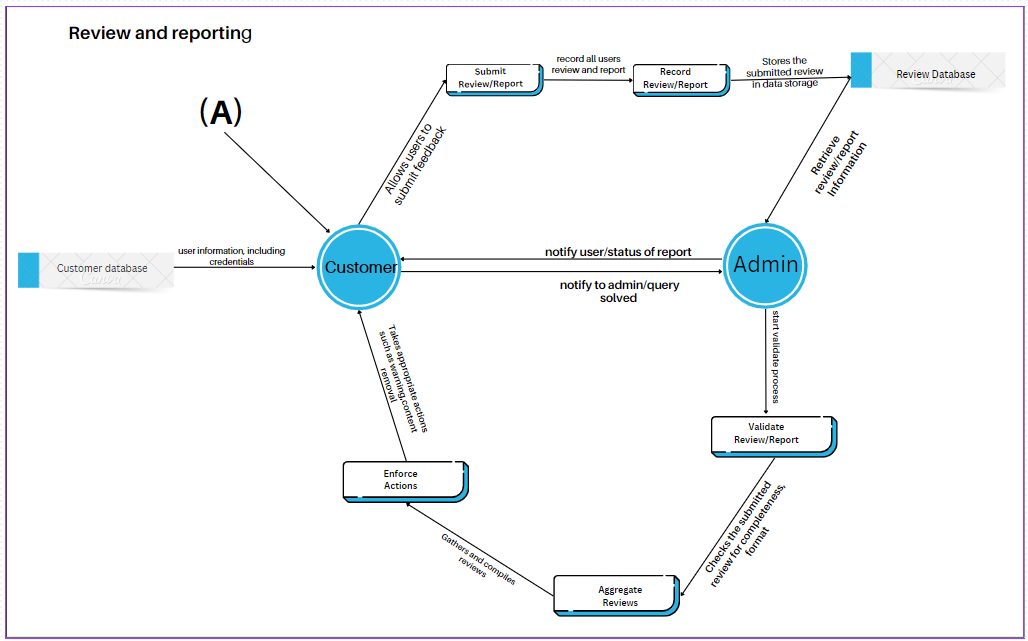 Review and reporting
(A)
Submit
Review/Report
record all users
review and report
Record
Review/Report
Stores the
submitted review
in data storage
Review Database
Allows users to
submit feedback
Retrieve
review/report
Information
Customer database
Canva
user information, including
credentials
Customer
notify user/status of report
notify to admin/query
solved
Admin
start validate process
Takes appropriate actions
such as warning,content
removal
Validate
Review/Report
Enforce
Actions
Checks the submitted
review for completeness,
format
Gathers and compiles
reviews
Aggregate
Reviews